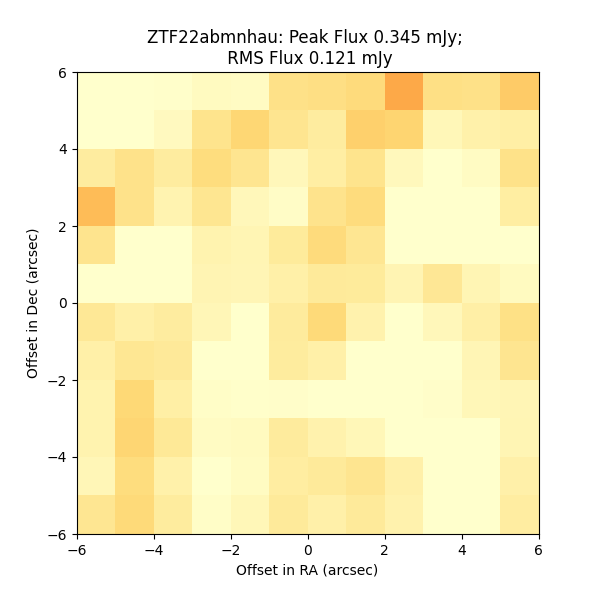 ZTF22abmnhau: Peak Flux 0.345 mJy;
RMS Flux 0.121 mJy
6
4
2
0
−2
−4
−6
Offset in Dec (arcsec)
−6 −4 −2 0 2 4 6
Offset in RA (arcsec)